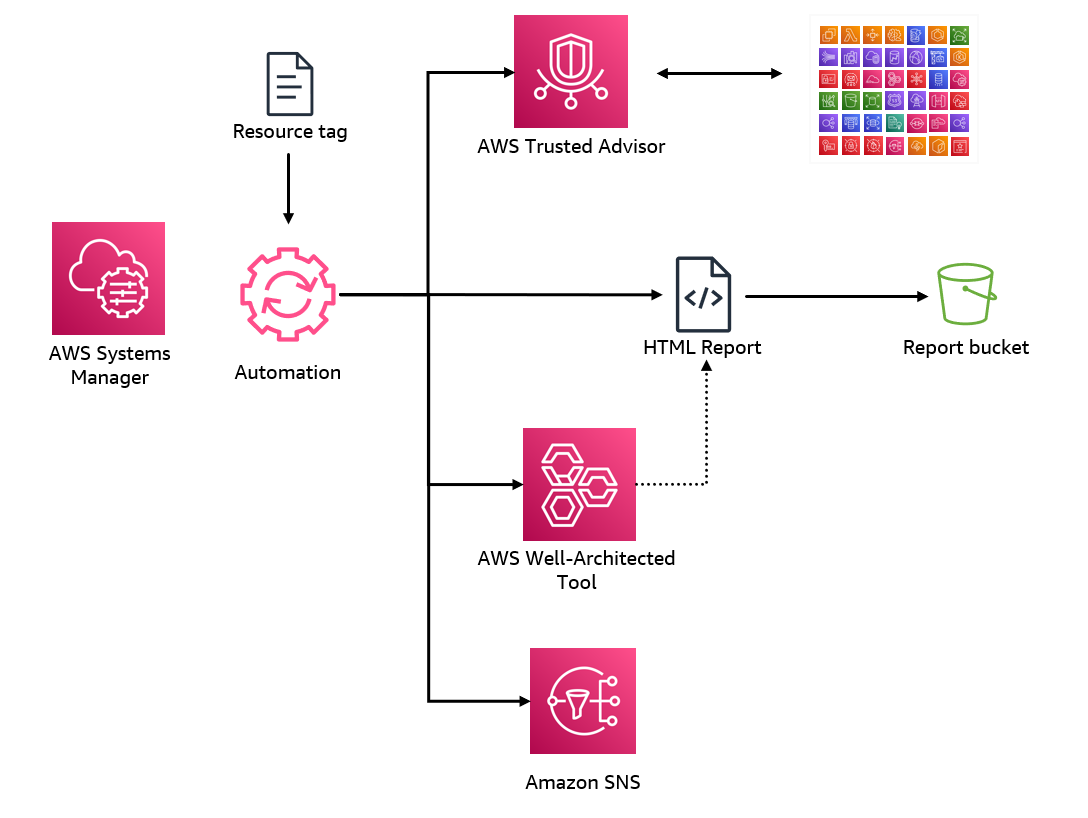 Resource tag
AWS Trusted Advisor
AWS Systems
Manager
Automation
HTML Report
Report bucket
AWS Well-Architected
Tool
Amazon SNS